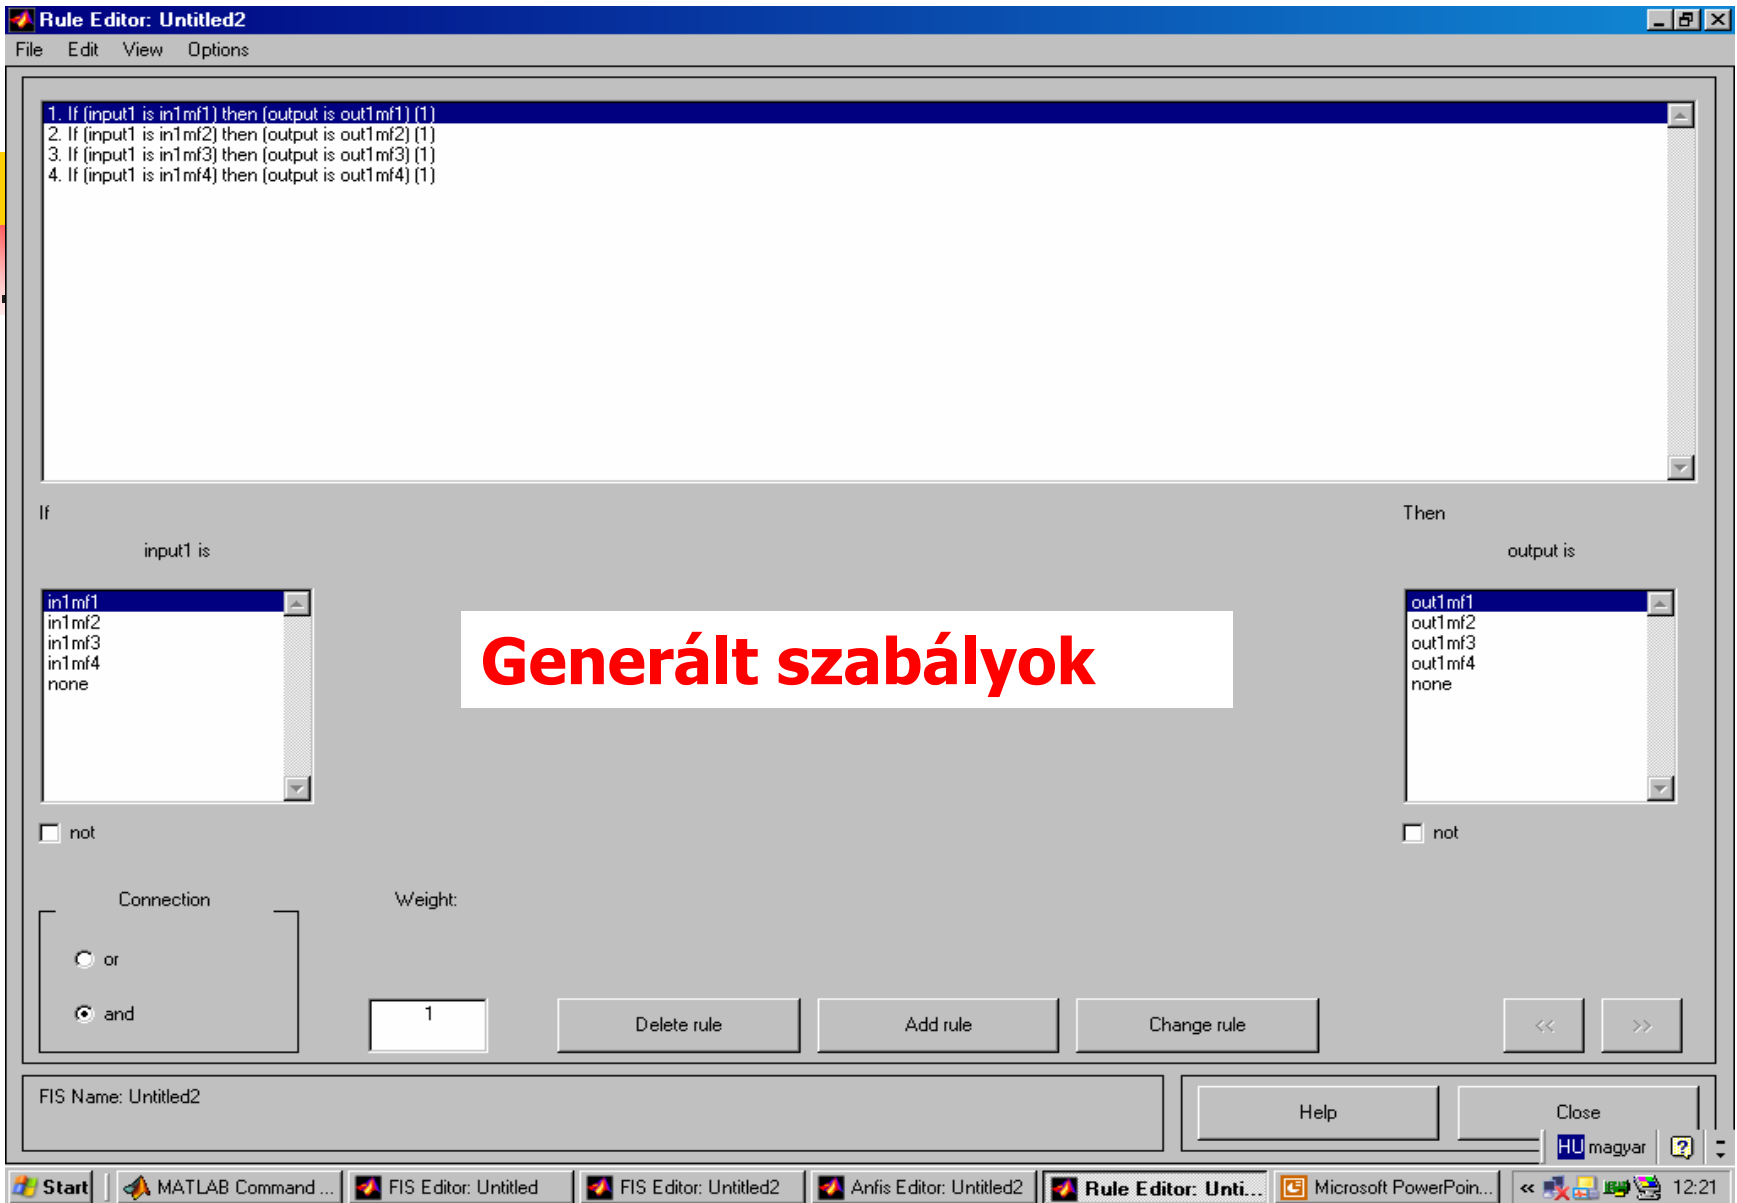 Rule Editor: Untitled2
File Edit View Options
1. If (input1 is in1mf1) then (output is out1mf1) (1)
2. If (input1 is in1mf2) then (output is out1mf2) (1)
3. If (input1 is in1mf3) then (output is out1mf3) (1)
4. If (input1 is in1mf4) then (output is out1mf4) (1)
If
Then
input1 is
output is
in1mf1
in1mf2
in1mf3
in1mf4
none
Generált szabályok
out1mf1
out1mf2
out1mf3
out1mf4
none
not
not
Connection
Weight:
or
and
1
Delete rule
Add rule
Change rule
<<
>>
FIS Name: Untitled2
Help
Close
HU magyar
Start
MATLAB Command ...
FIS Editor: Untitled
FIS Editor: Untitled2
Anfis Editor: Untitled2
Rule Editor: Unti...
Microsoft PowerPoin...
«
12:21